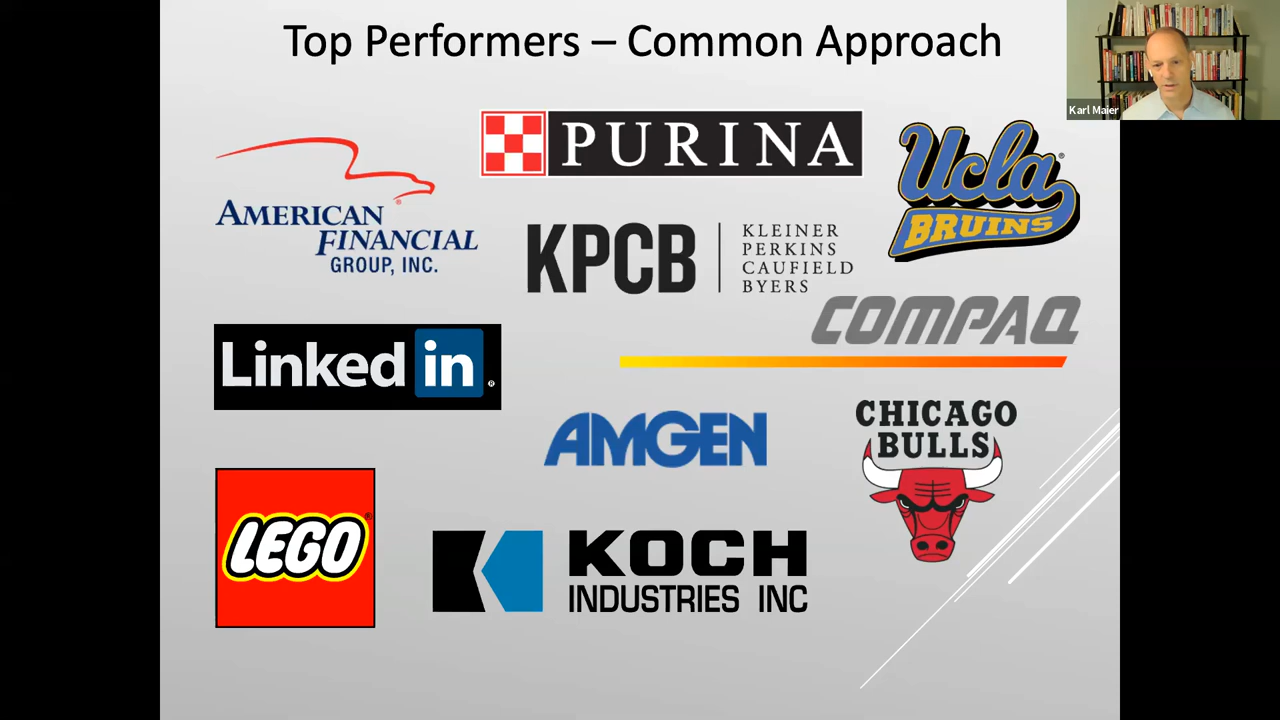 Top Performers – Common Approach
Karl Maier
PURINA
Ucla
BRUINS
®
AMERICAN
FINANCIAL
GROUP, INC.
®
KPCB
KLEINER
PERKINS
CAUFIELD
BYERS
COMPAQ
Linked in ®
AMGEN
CHICAGO
BULLS
LEGO ®
KOCH
INDUSTRIES INC